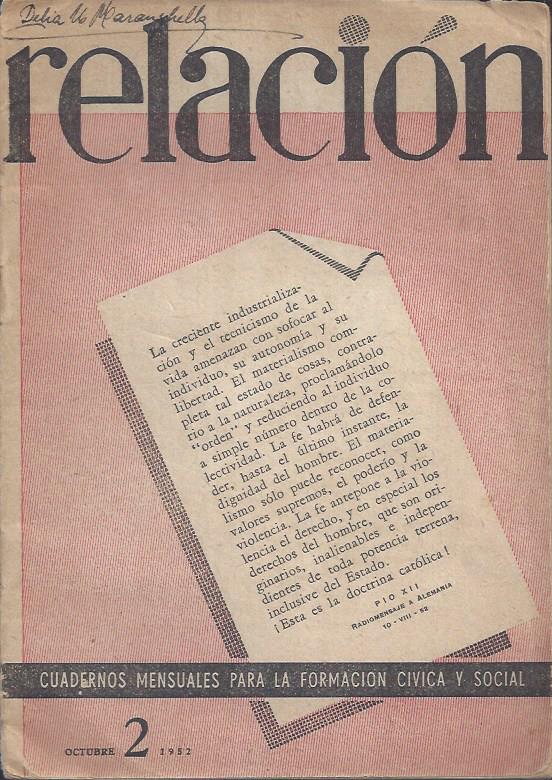 Delia
relación
La creciente industrializa-
ción y el tecnicismo de la
vida amenazan con sofocar al
individuo, su autonomía y su
libertad. El materialismo com-
pleta tal estado de cosas, contra-
rio a la naturaleza, proclamándolo
"orden" y reduciendo al individuo
a simple número dentro de la co-
lectividad. La fe habrá de defen-
der, hasta el último instante, la
dignidad del hombre. El materia-
lismo sólo puede reconocer, como
valores supremos, el poderío y la
violencia. La fe antepone a la vio-
lencia el derecho, y en especial los
derechos del hombre, que son ori-
ginarios, inalienables e indepen-
dientes de toda potencia terrena,
inclusive del Estado.
¡Esta es la doctrina católica!
PIO XII
RADIOMENSAJE A ALEMANIA
10 - VIII - 52
CUADERNOS MENSUALES PARA LA FORMACION CIVICA Y SOCIAL
OCTUBRE 2 1952